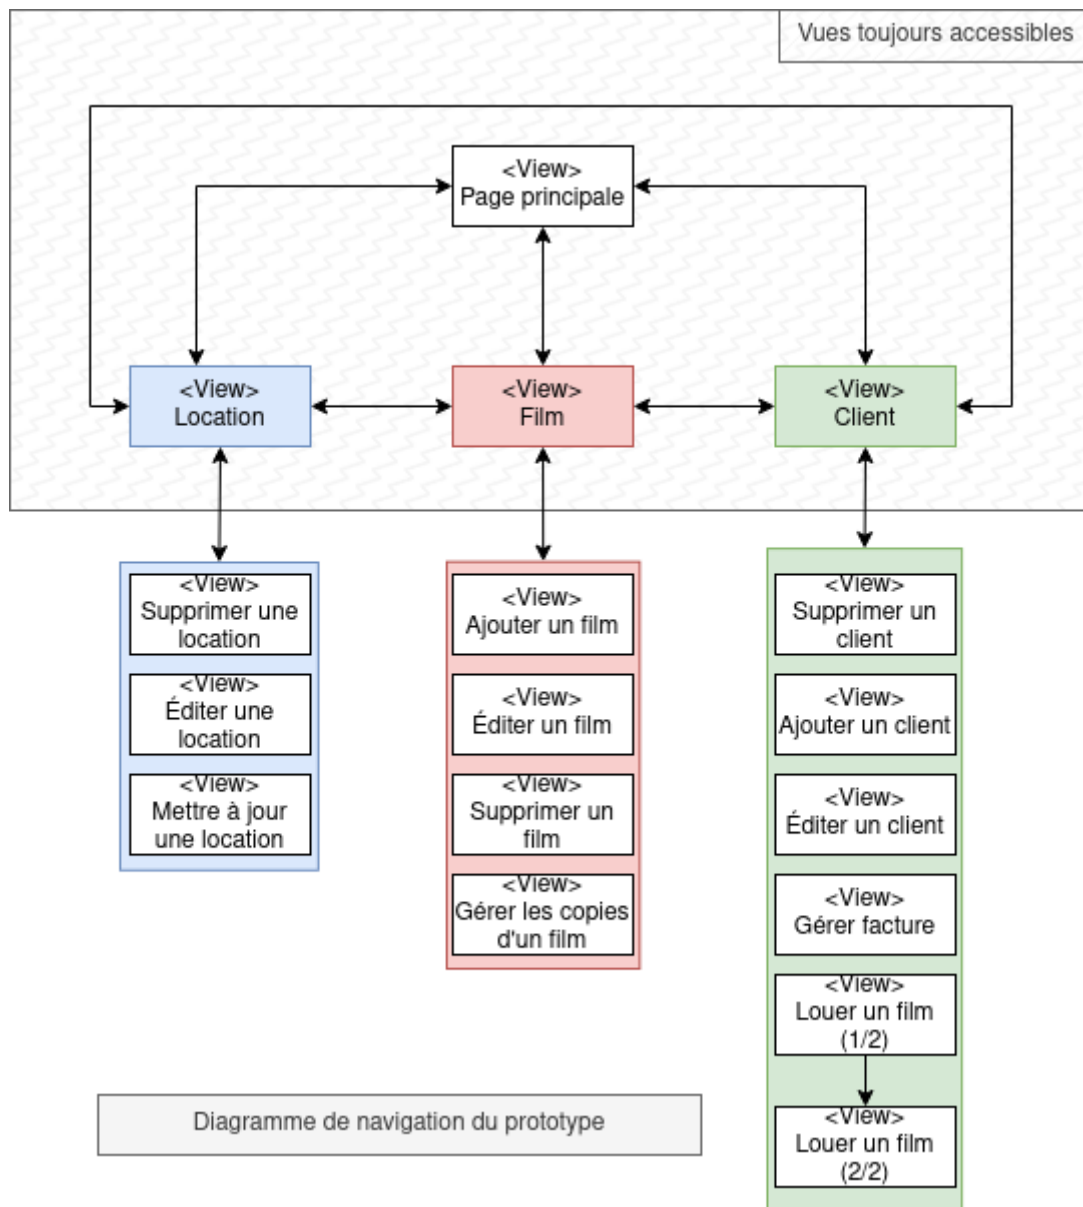 Vues toujours accessibles
<View>
Page principale
<View>
Location
<View>
Film
<View>
Client
<View>
Supprimer une
location
<View>
Éditer une
location
<View>
Mettre à jour
une location
<View>
Ajouter un film
<View>
Éditer un film
<View>
Supprimer un
film
<View>
Gérer les copies
d'un film
<View>
Supprimer un
client
<View>
Ajouter un client
<View>
Éditer un client
<View>
Gérer facture
<View>
Louer un film
(1/2)
<View>
Louer un film
(2/2)
Diagramme de navigation du prototype